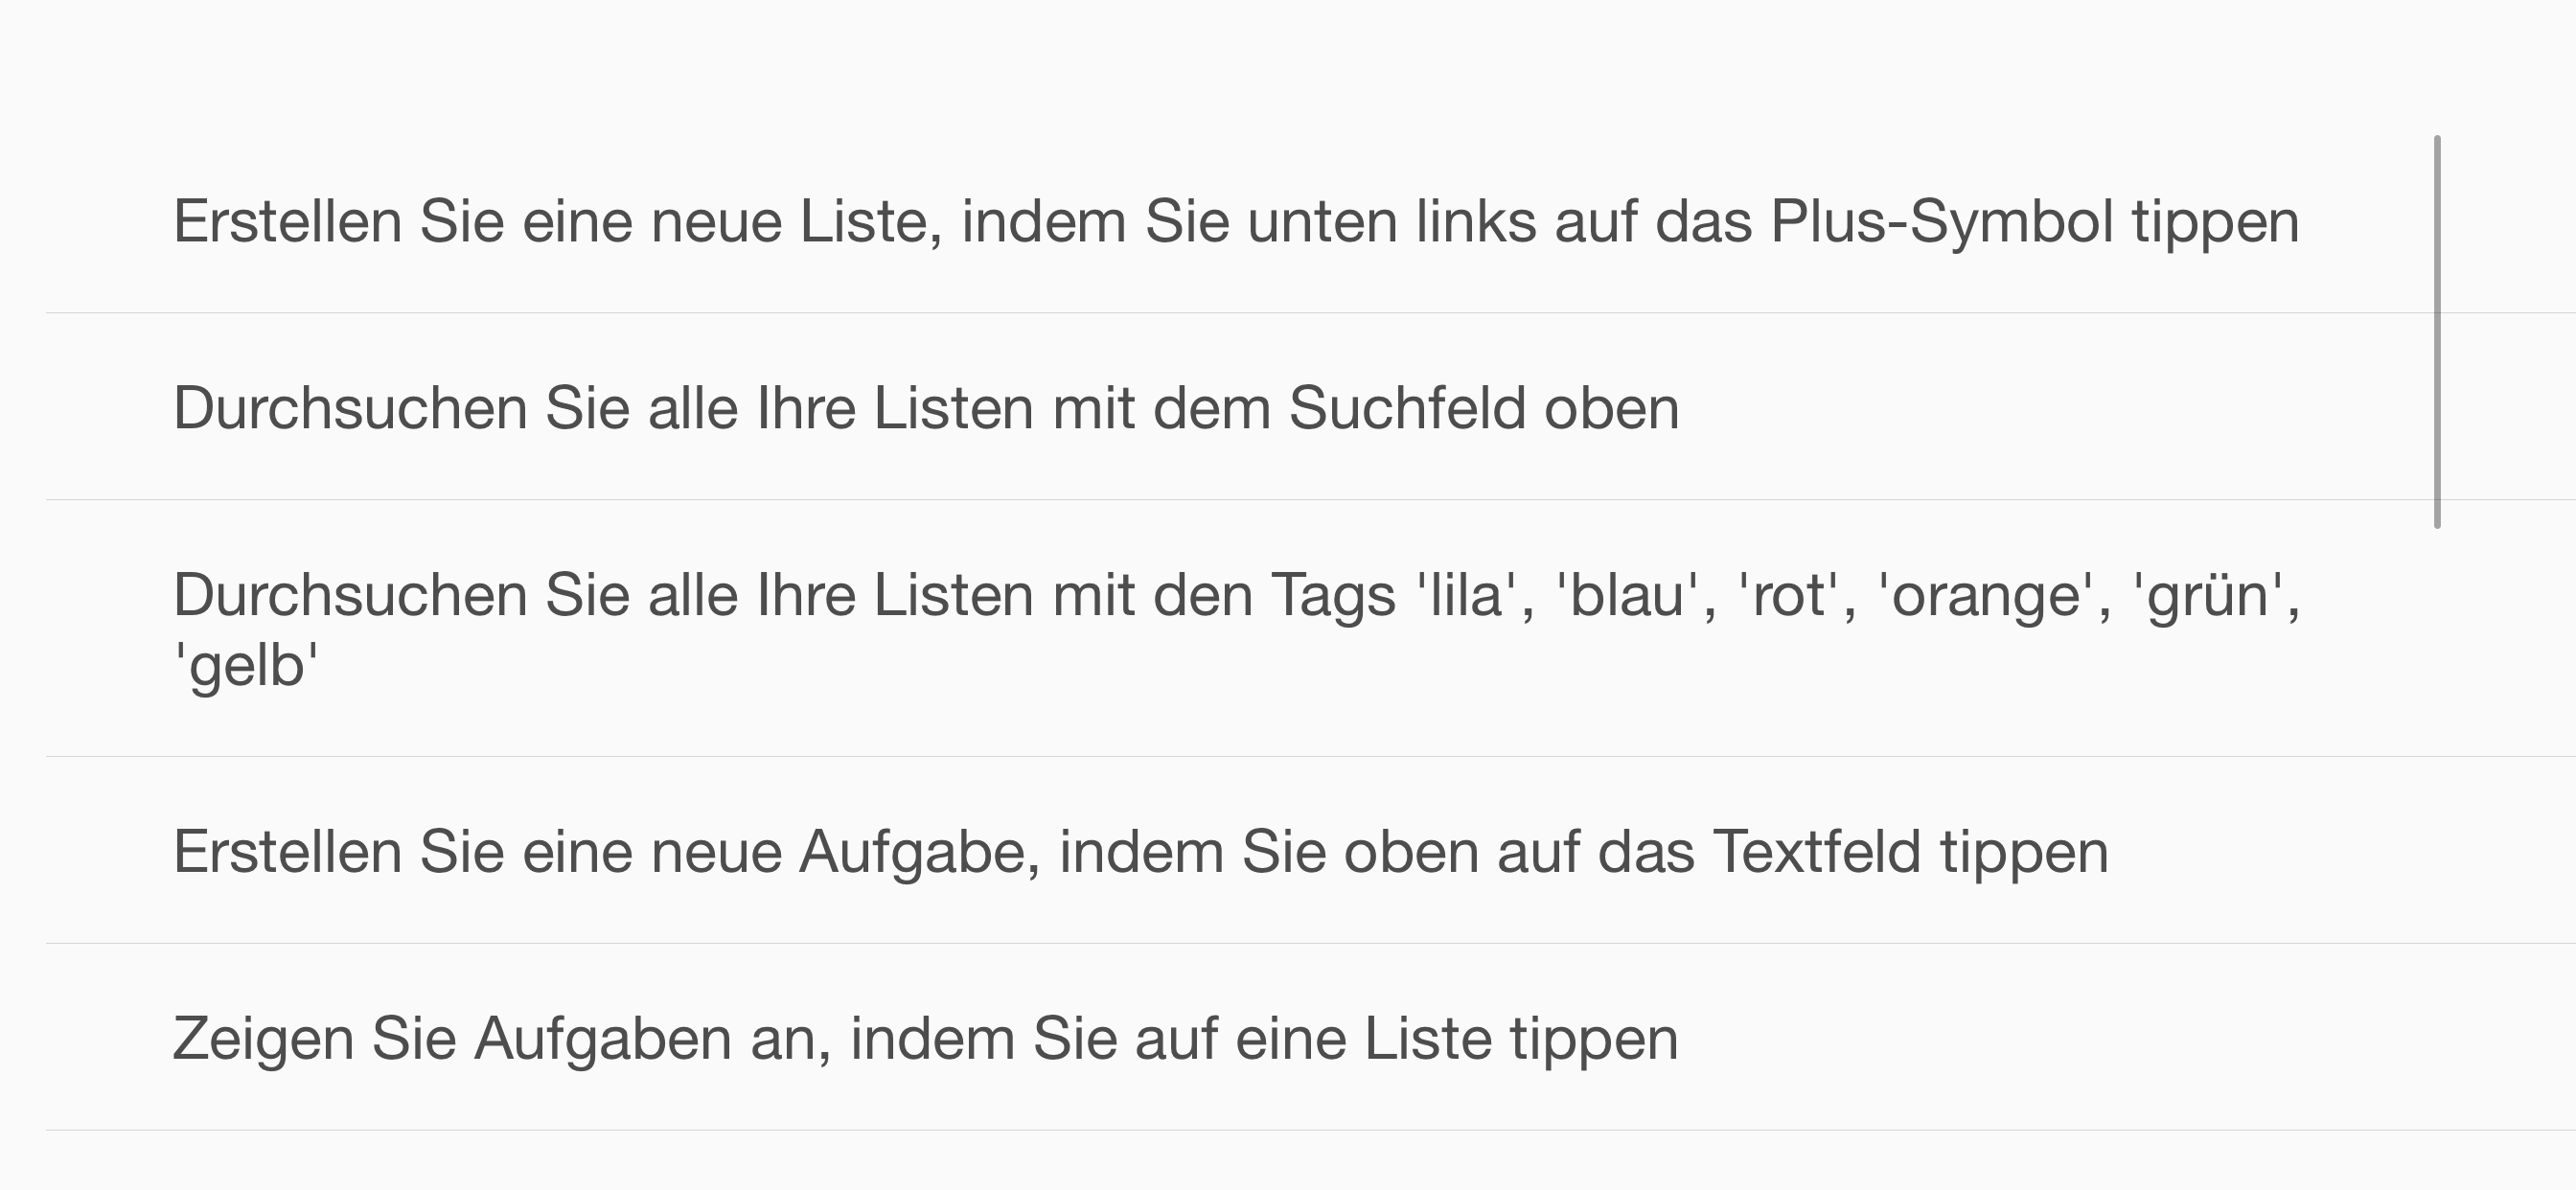 Erstellen Sie eine neue Liste, indem Sie unten links auf das Plus-Symbol tippen
Durchsuchen Sie alle Ihre Listen mit dem Suchfeld oben
Durchsuchen Sie alle Ihre Listen mit den Tags 'lila', 'blau', 'rot', 'orange', 'grün',
'gelb'
Erstellen Sie eine neue Aufgabe, indem Sie oben auf das Textfeld tippen
Zeigen Sie Aufgaben an, indem Sie auf eine Liste tippen